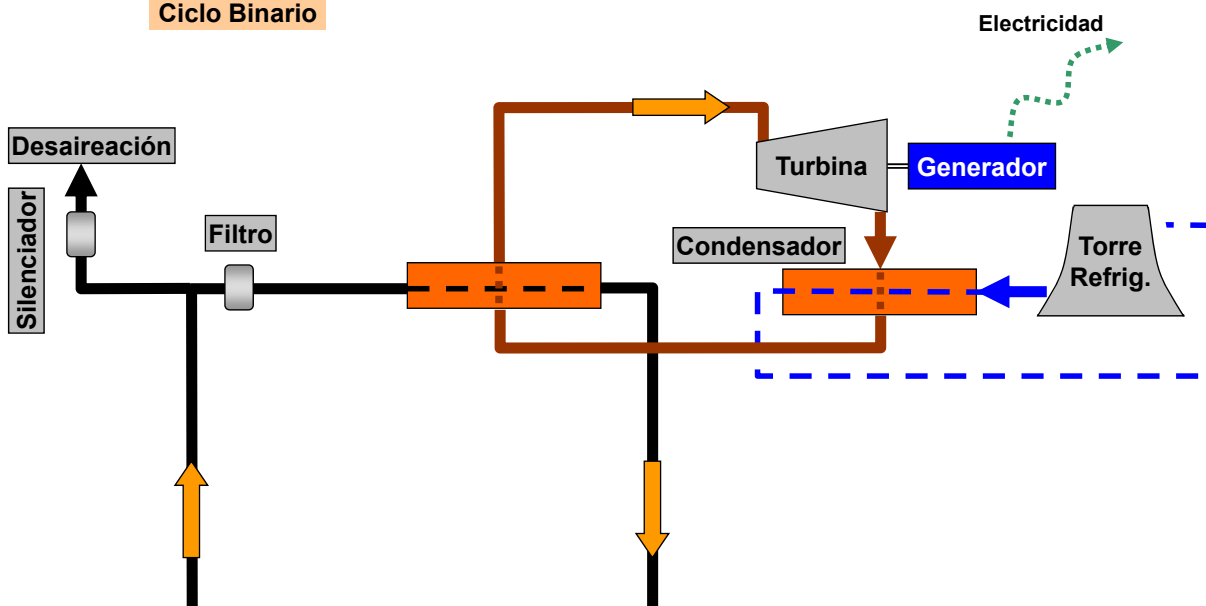 Ciclo Binario
Electricidad
Desaireación
Turbina
Generador
Silenciador
Filtro
Condensador
Torre
Refrig.